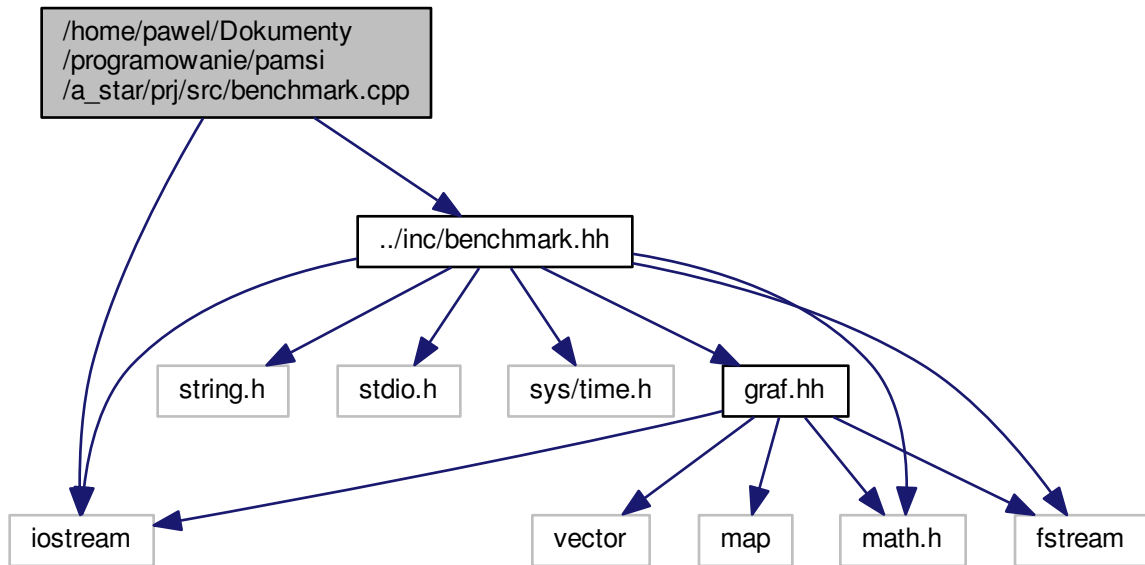 /home/pawel/Dokumenty
/programowanie/pamsi
/a_star/prj/src/benchmark.cpp
../inc/benchmark.hh
string.h
stdio.h
sys/time.h
graf.hh
iostream
vector
map
math.h
fstream